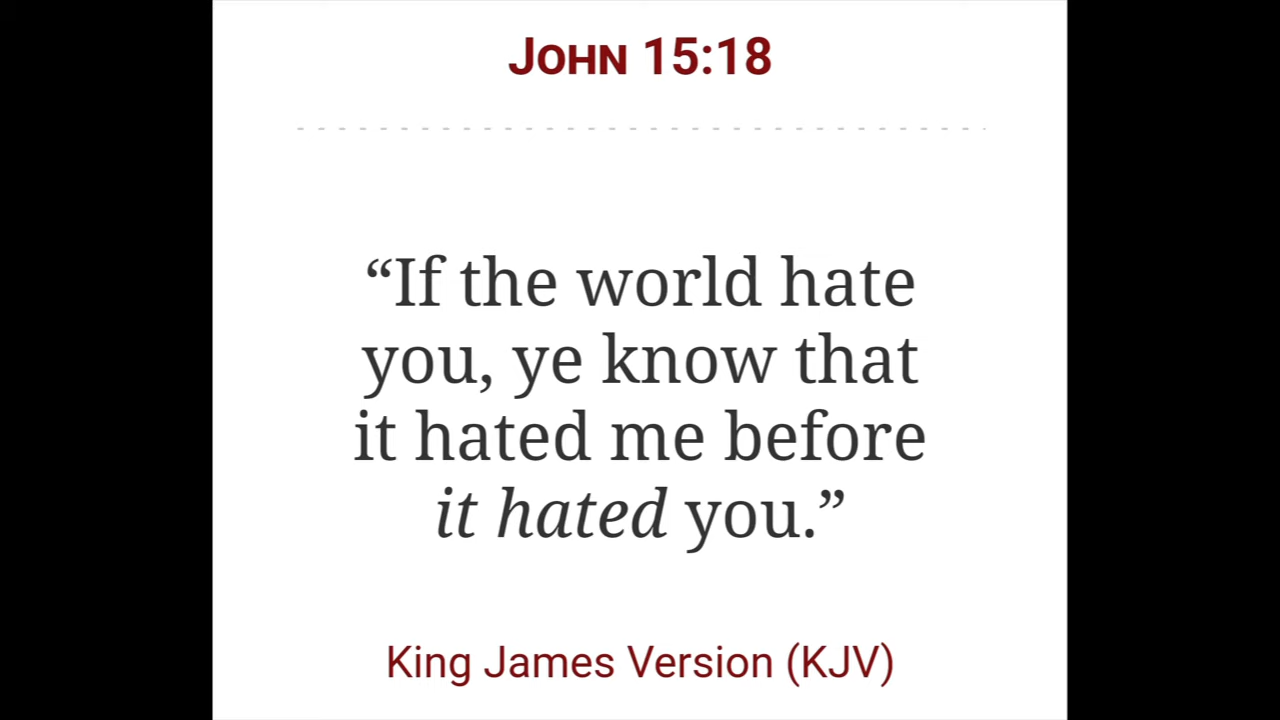 John 15:18
“If the world hate
you, ye know that
it hated me before
it hated you.”
King James Version (KJV)